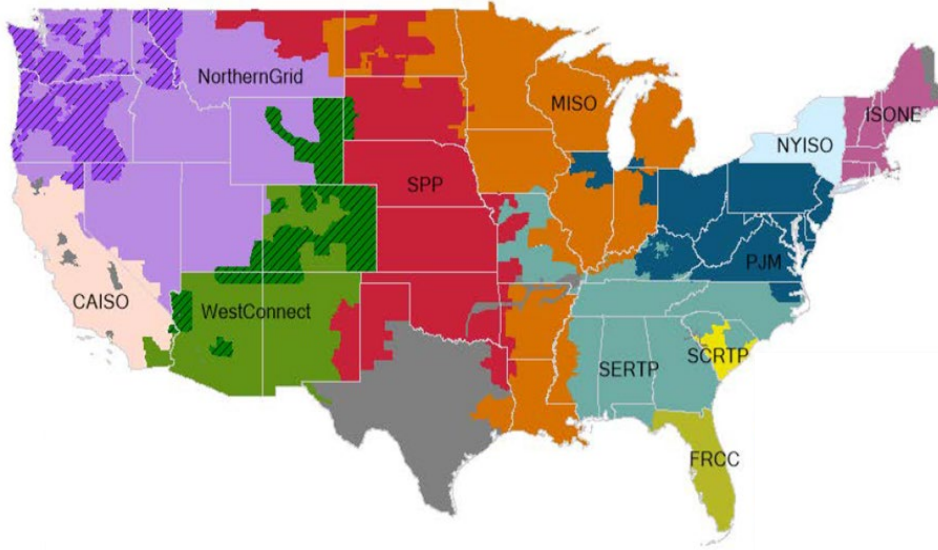 NorthernGrid
MISO
ISONE
NYISO
SPP
PJM
CAISO
WestConnect
SCRTP
SERTP
FRCC